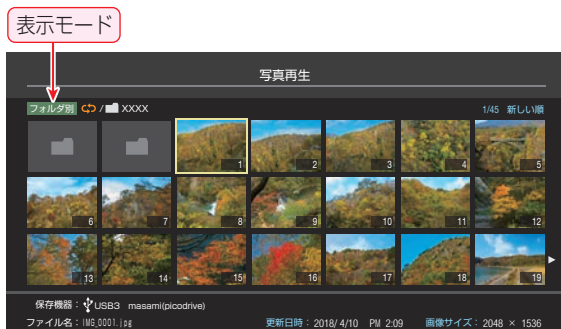 表示モード
写真再生
フォルダ別 / XXXX 1/45 新しい順
1 2 3 4 5
6 7 8 9 10 11 12
13 14 15 16 17 18 19
保存機器： USB3 masami(picodrive)
ファイル名：IMG_0001.jpg 更新日時：2018/ 4/10 PM 2:09 画像サイズ：2048 × 1536